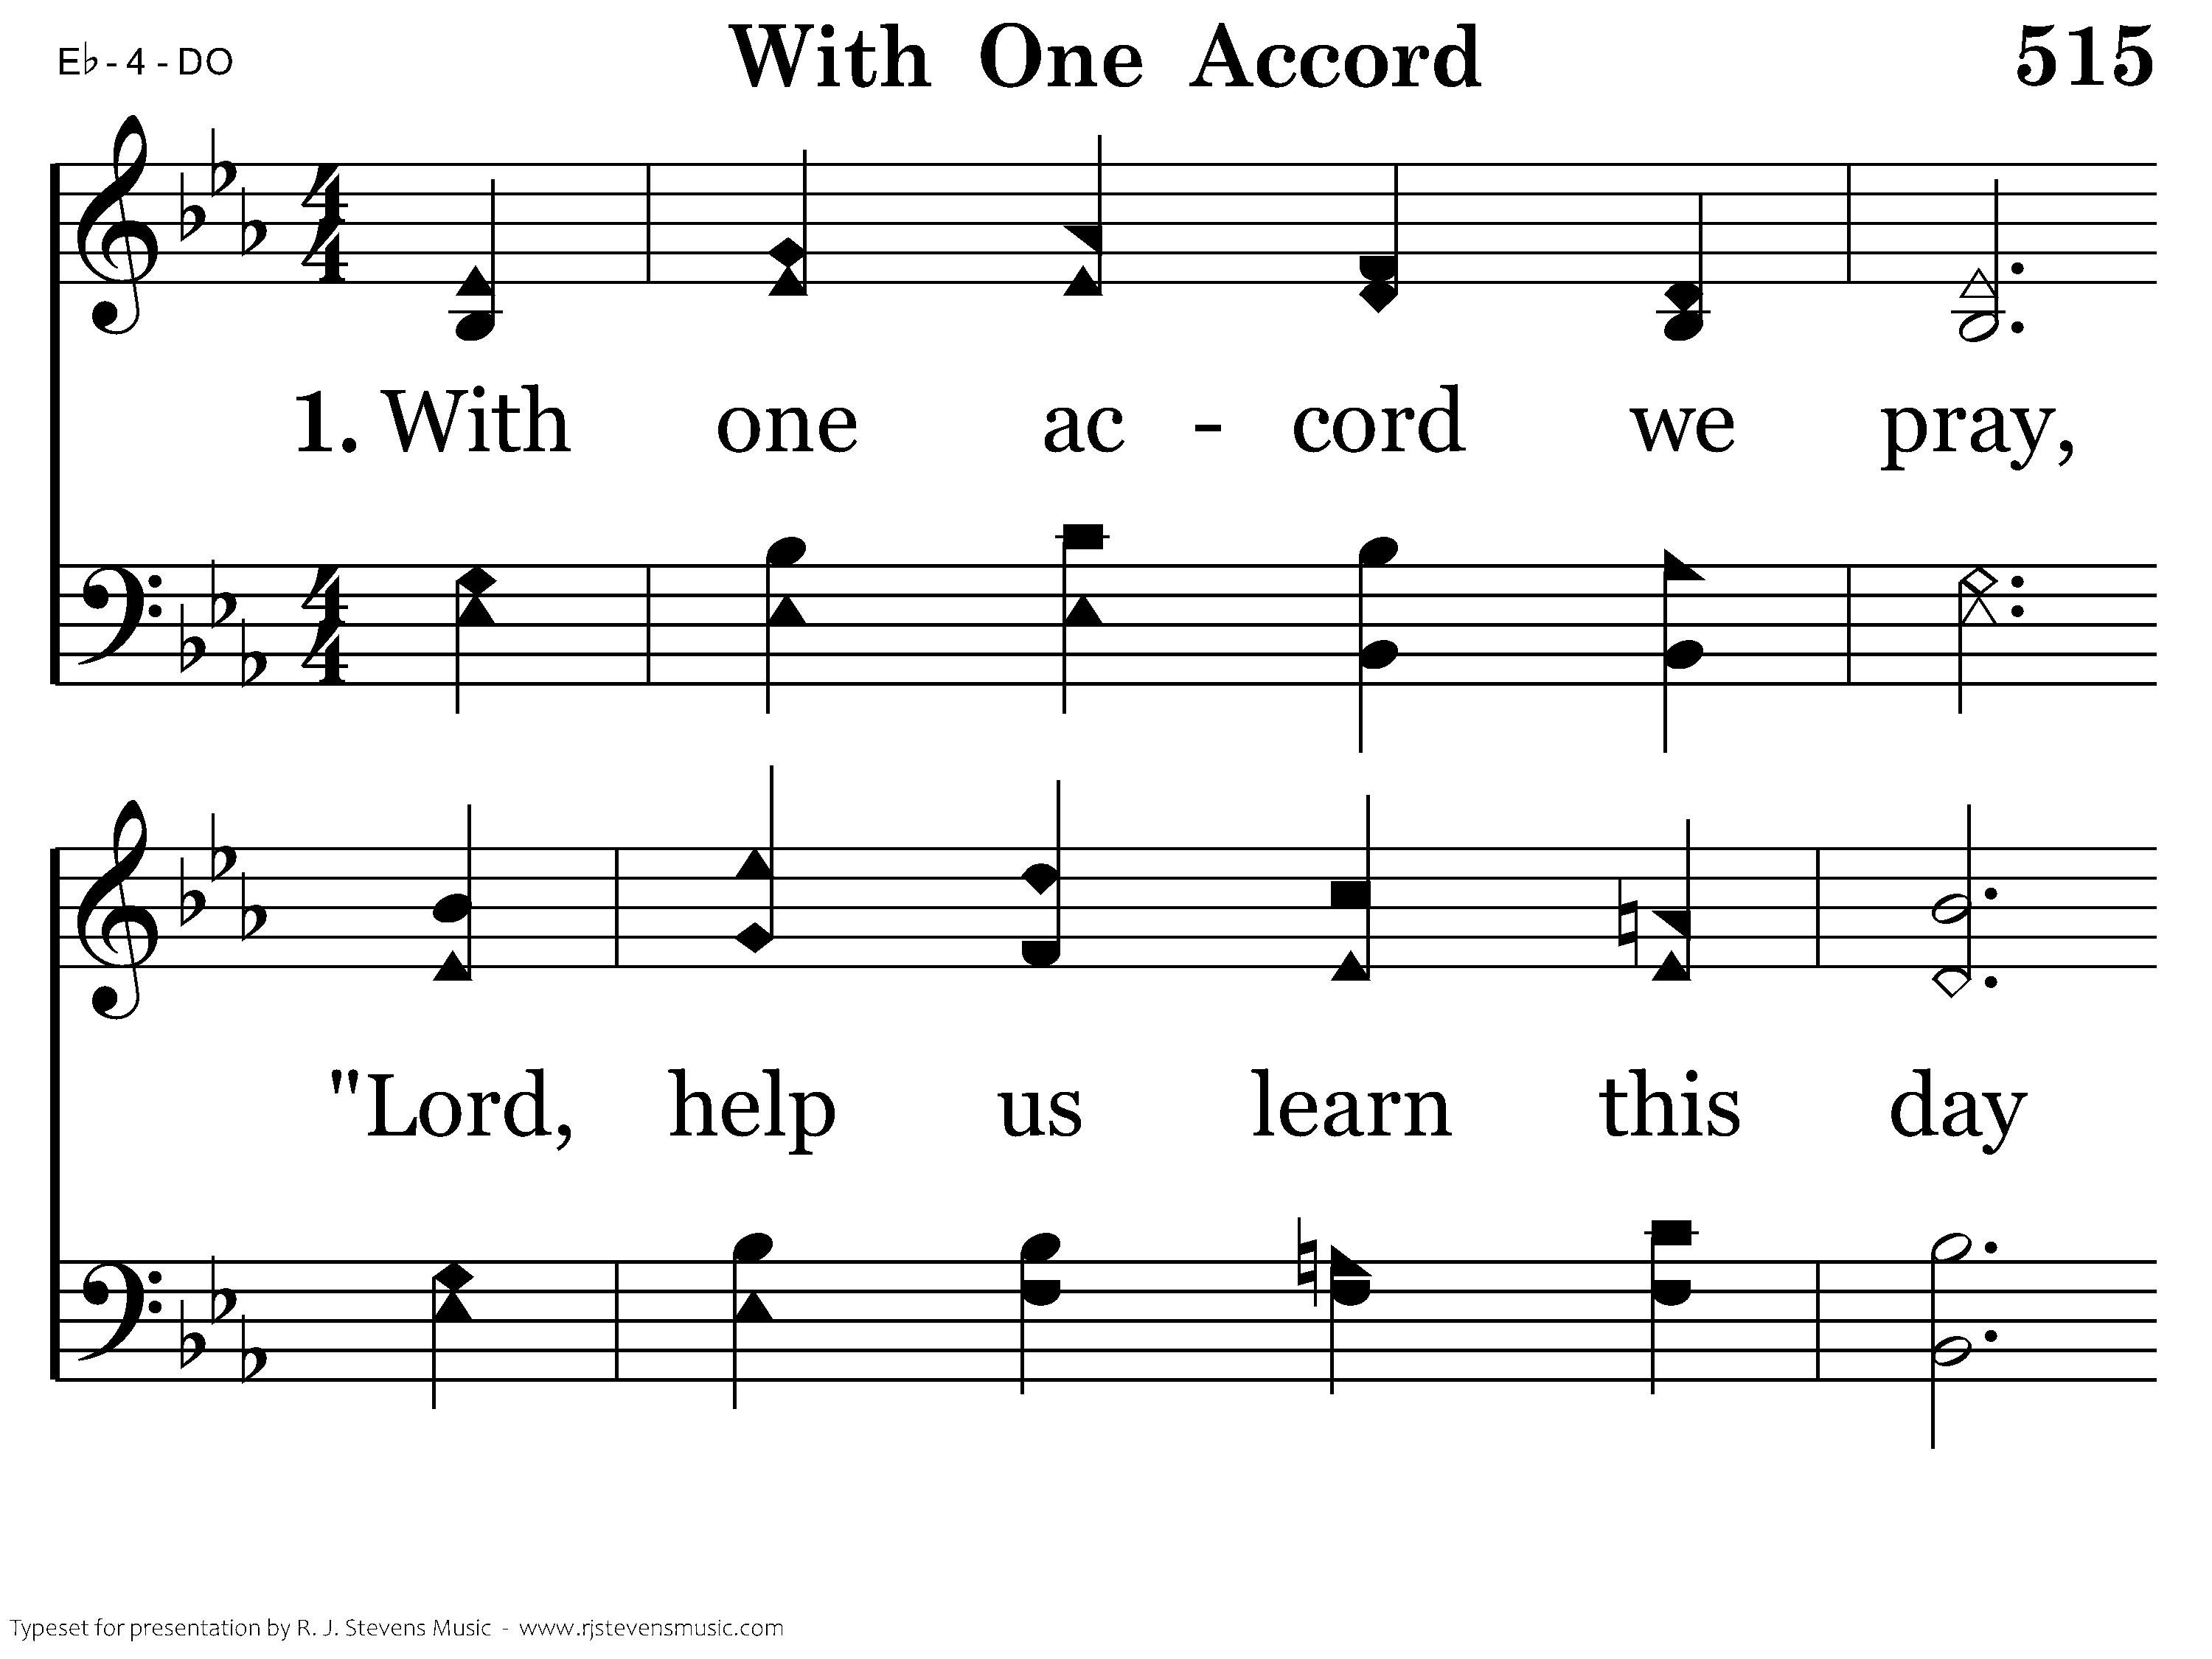 E♭ - 4 - DO With One Accord 515
1. With one ac - cord we pray,
"Lord, help us learn this day
Typeset for presentation by R. J. Stevens Music - www.rjstevensmusic.com